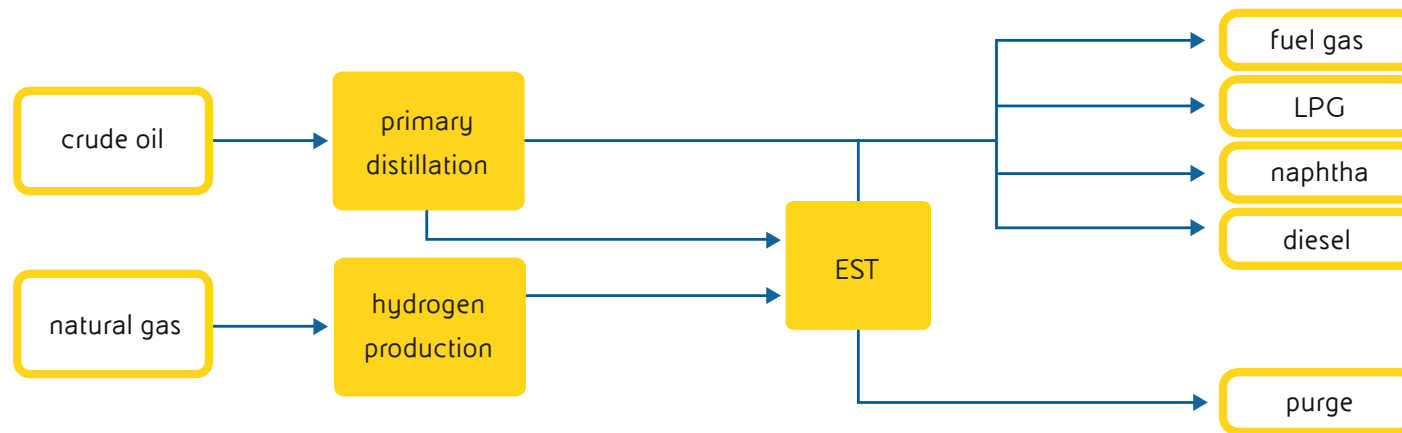 crude oil
primary
distillation
natural gas
hydrogen
production
EST
fuel gas
LPG
naphtha
diesel
purge